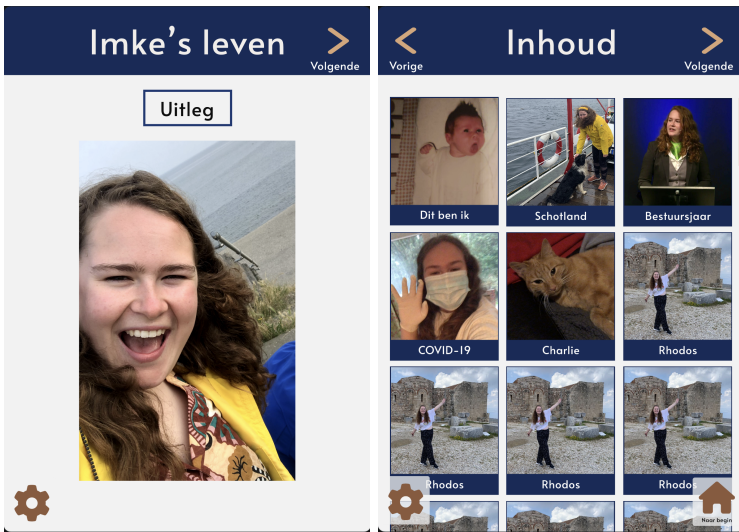 Imke's leven
Volgende
Uitleg
Inhoud
Vorige
Volgende
Dit ben ik
Schotland
Bestuursjaar
COVID-19
Charlie
Rhodos
Rhodos
Rhodos
Rhodos
Naar begin